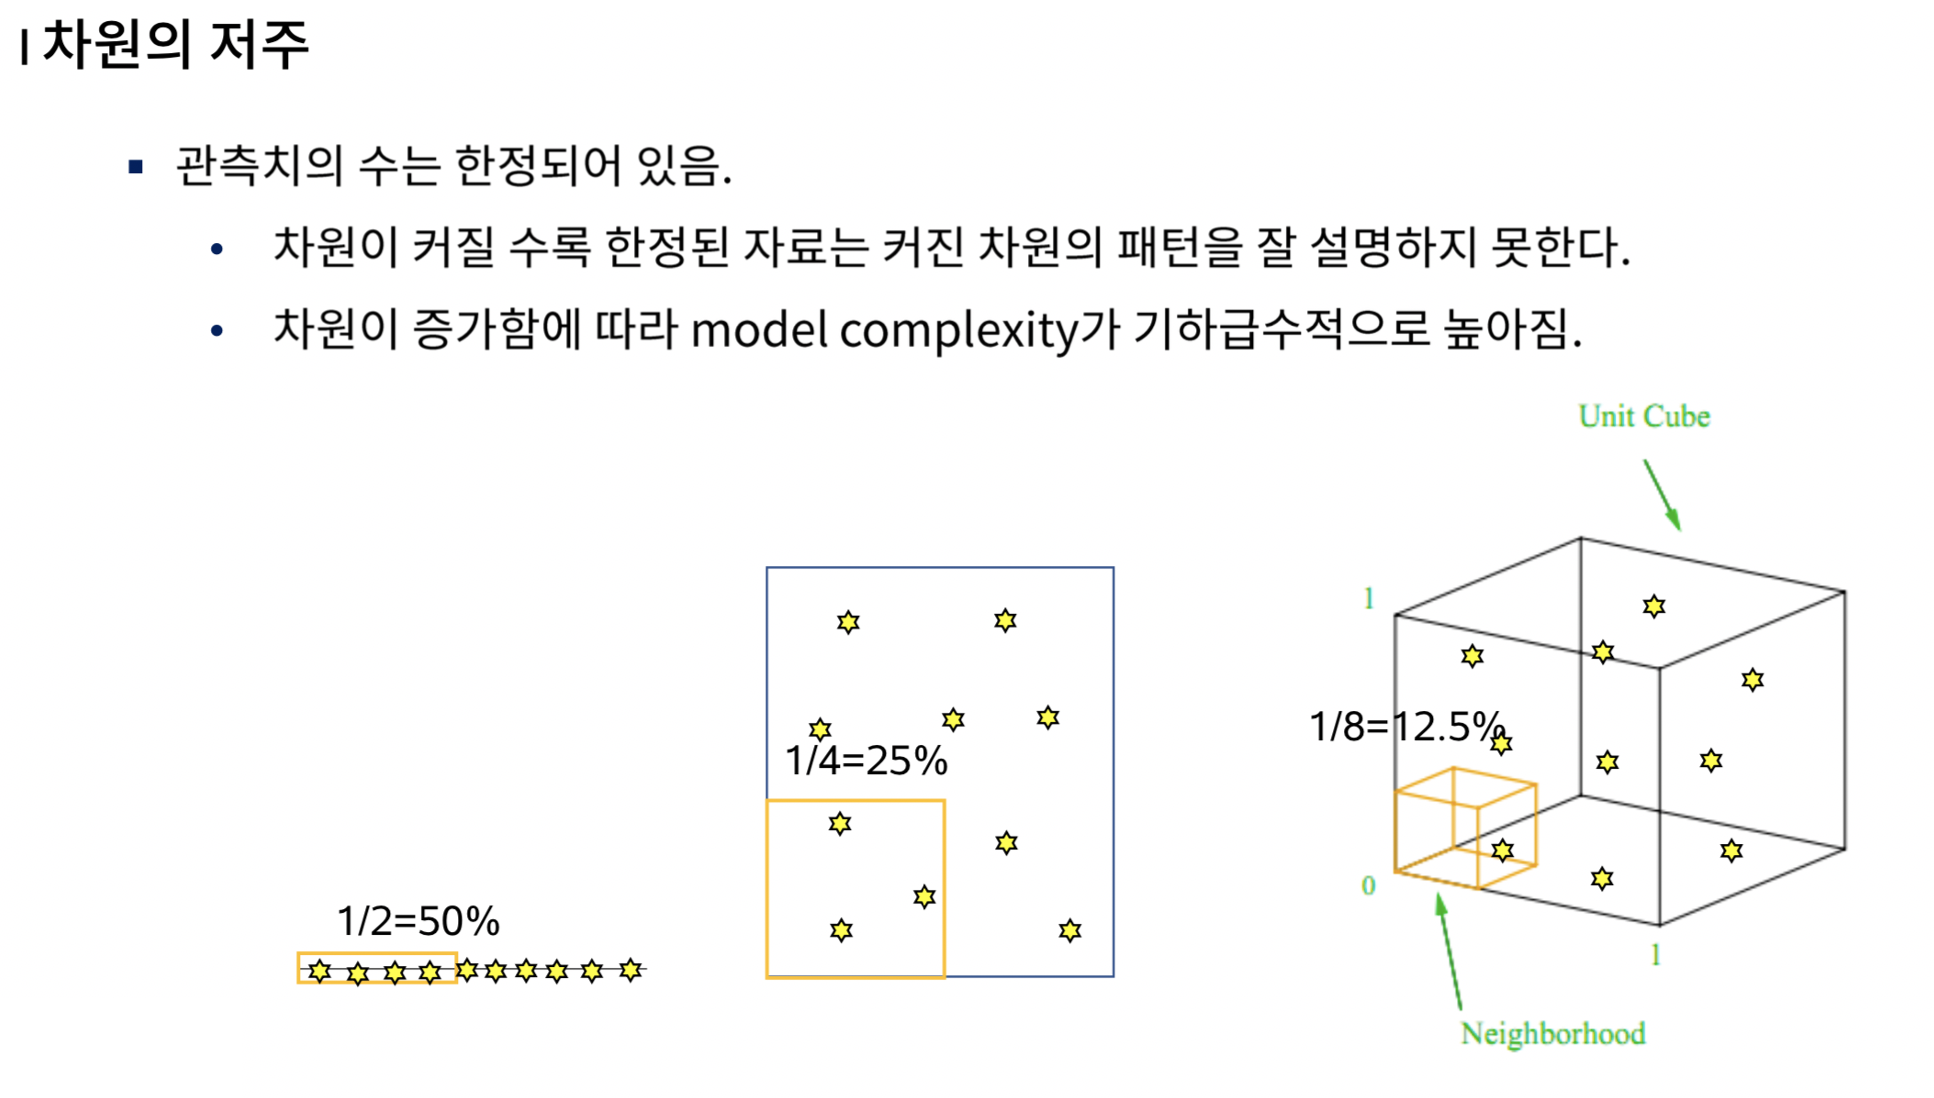 차원의 저주
관측치의 수는 한정되어 있음.
차원이 커질 수록 한정된 자료는 커진 차원의 패턴을 잘 설명하지 못한다.
차원이 증가함에 따라 model complexity가 기하급수적으로 높아짐.
Unit Cube
1
1/8=12.5%
1/4=25%
0
1/2=50%
1
Neighborhood